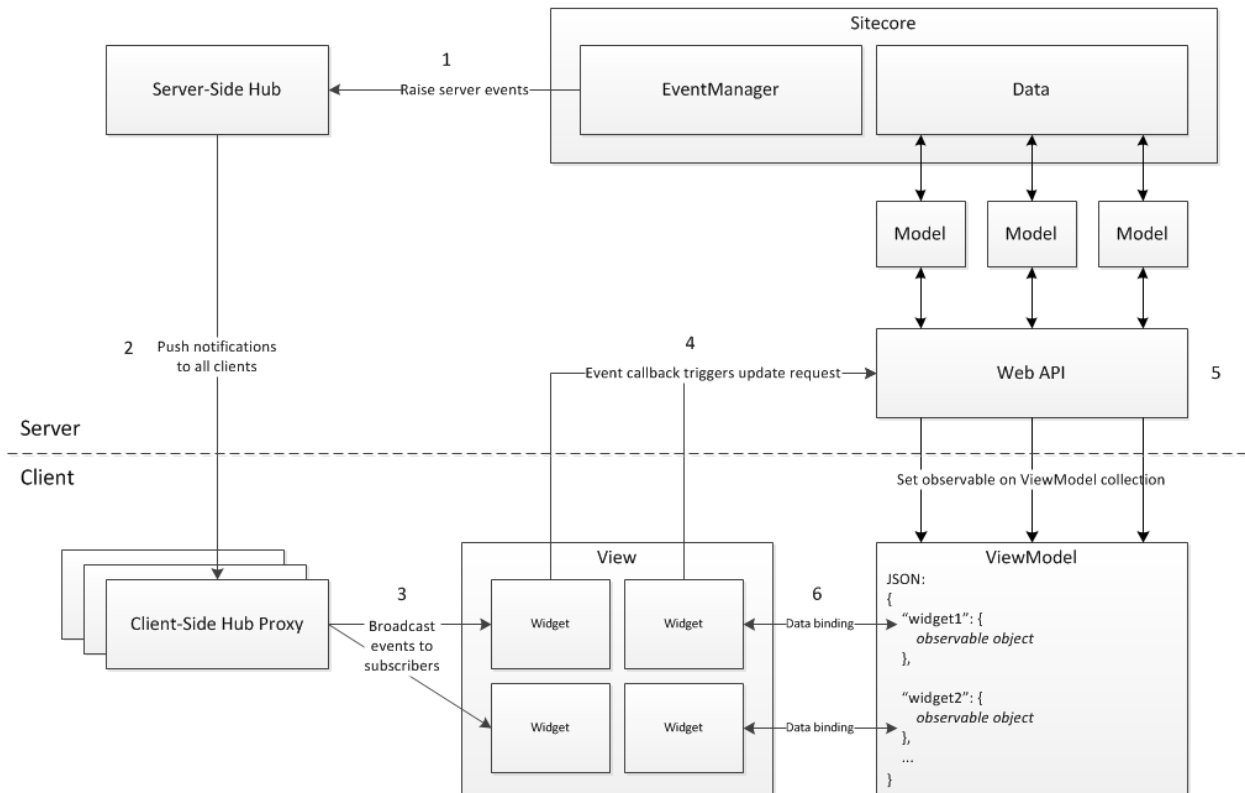 Sitecore
1
Server-Side Hub
Raise server events
EventManager
Data
Model
Model
Model
2
Push notifications
to all clients
4
Event callback triggers update request
Web API
5
Server
Client
Set observable on ViewModel collection
View
ViewModel
Client-Side Hub Proxy
3
Broadcast
events to
subscribers
Widget
Widget
Widget
Widget
6
Data binding
Data binding
JSON:
{
“widget1”: {
observable object
},
“widget2”: {
observable object
},
...
}